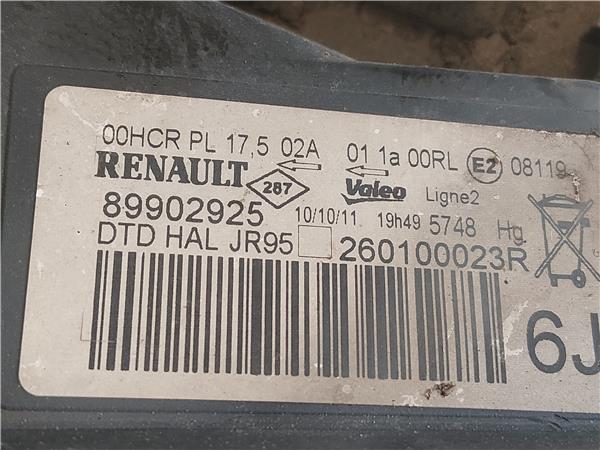 00HCR PL 17,5 02A 01 1a 00RL E2 08119
RENAULT 287 Valeo Ligne2
89902925 10/10/11 19h49 5748 Hg
DTD HAL JR95 260100023R
6J